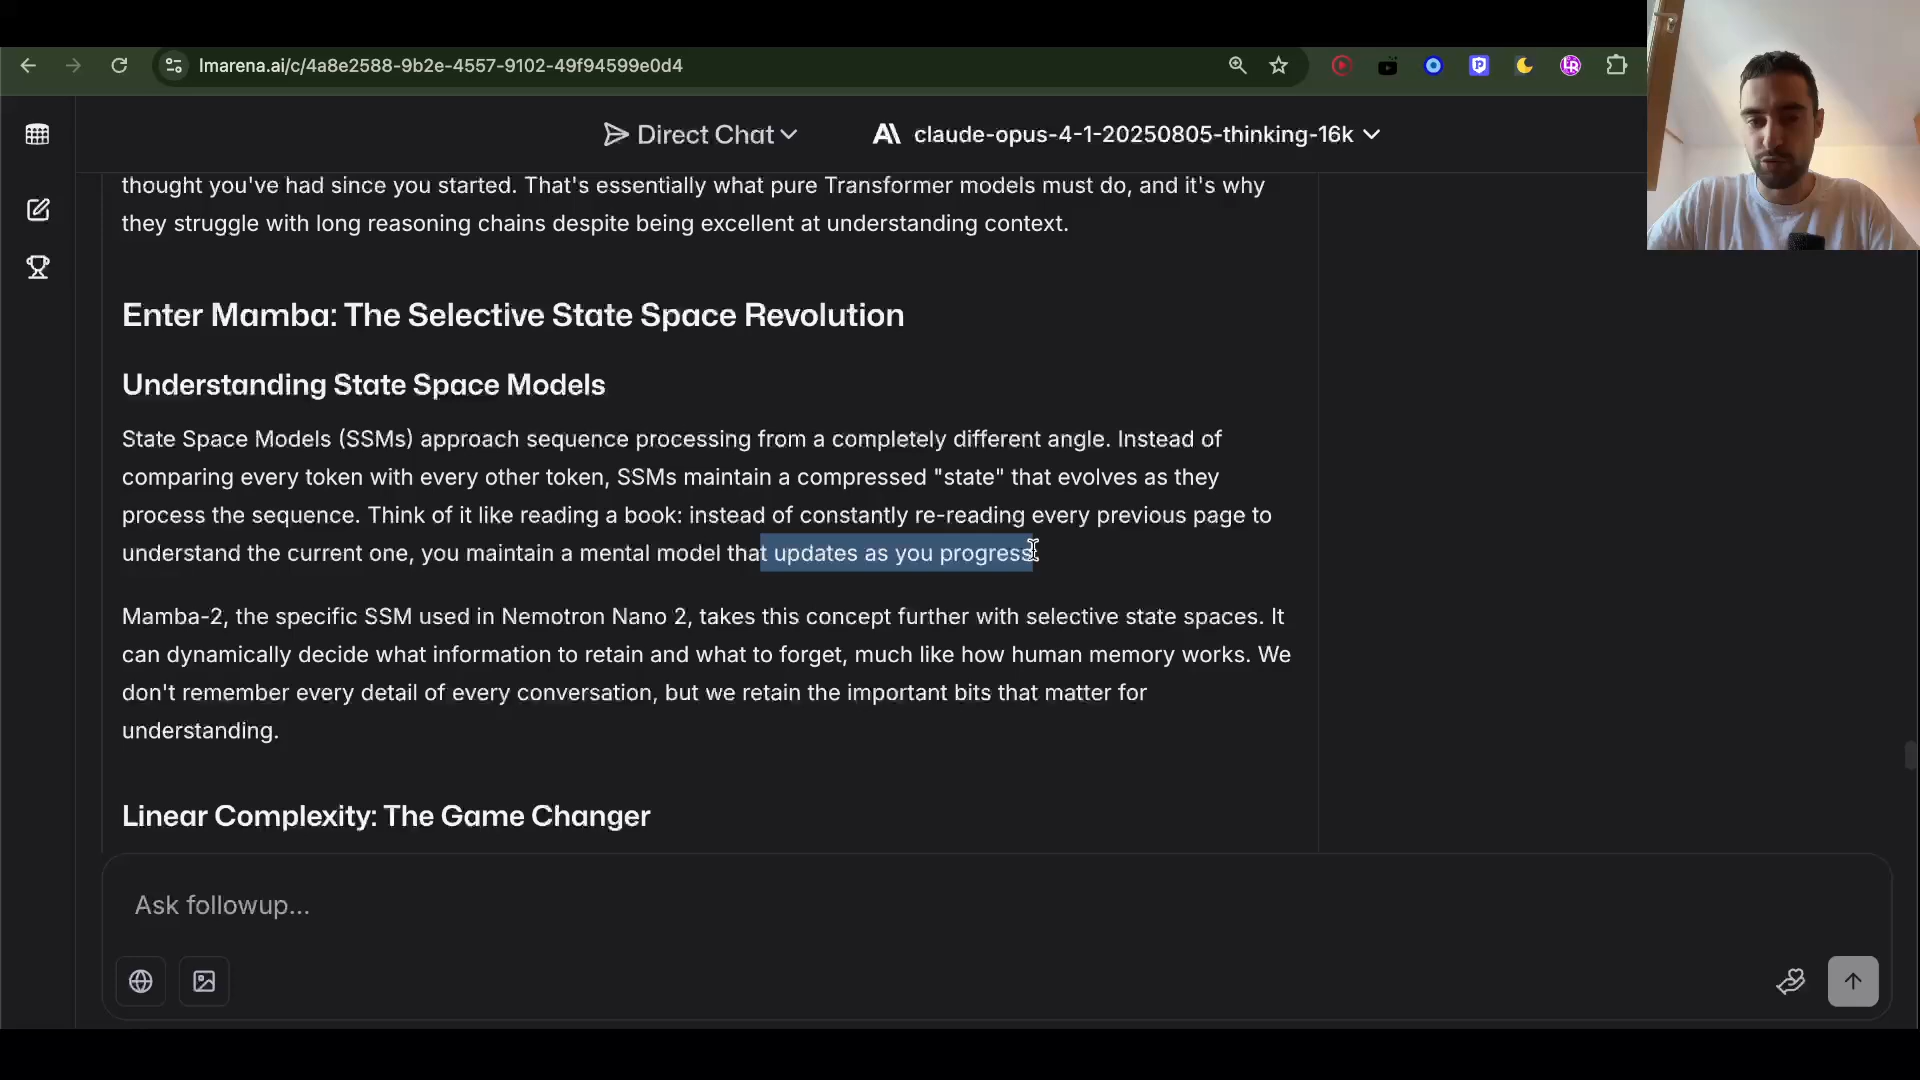 lmarena.ai/c/4a8e2588-9b2e-4557-9102-49f94599e0d4
Direct Chat
claude-opus-4-1-20250805-thinking-16k
thought you've had since you started. That's essentially what pure Transformer models must do, and it's why
they struggle with long reasoning chains despite being excellent at understanding context.
Enter Mamba: The Selective State Space Revolution
Understanding State Space Models
State Space Models (SSMs) approach sequence processing from a completely different angle. Instead of
comparing every token with every other token, SSMs maintain a compressed "state" that evolves as they
process the sequence. Think of it like reading a book: instead of constantly re-reading every previous page to
understand the current one, you maintain a mental model that updates as you progress.
Mamba-2, the specific SSM used in Nemotron Nano 2, takes this concept further with selective state spaces. It
can dynamically decide what information to retain and what to forget, much like how human memory works. We
don't remember every detail of every conversation, but we retain the important bits that matter for
understanding.
Linear Complexity: The Game Changer
Ask followup...